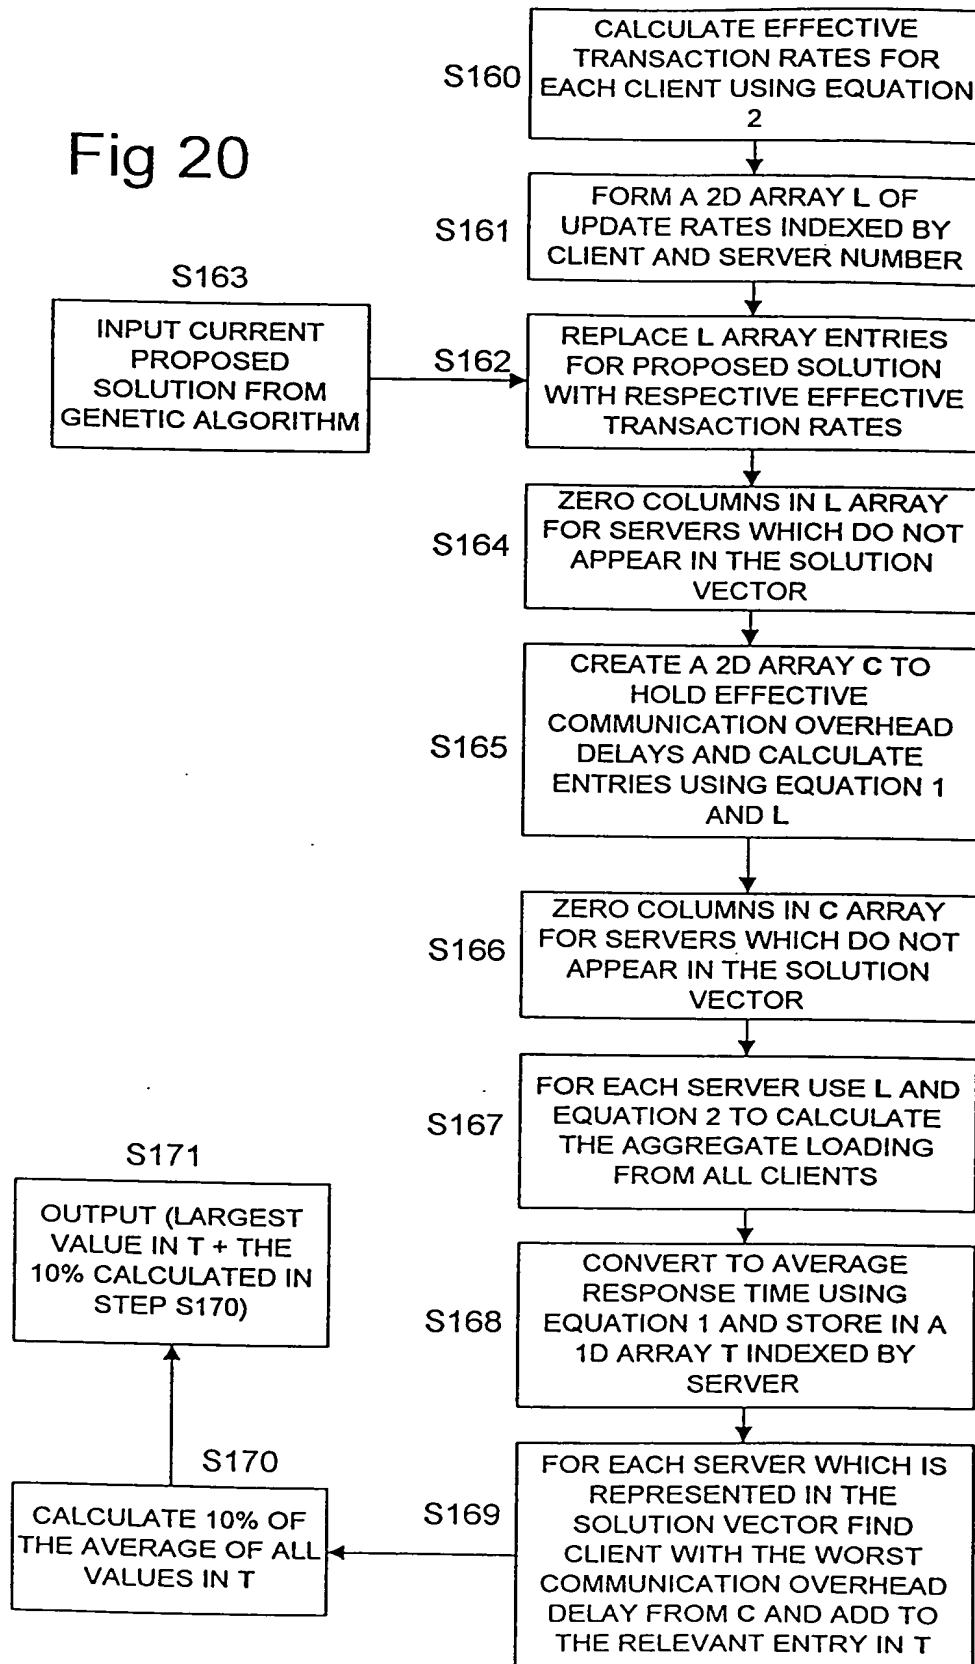 Fig 20
S160
CALCULATE EFFECTIVE
TRANSACTION RATES FOR
EACH CLIENT USING EQUATION
2
S161
FORM A 2D ARRAY L OF
UPDATE RATES INDEXED BY
CLIENT AND SERVER NUMBER
S163
INPUT CURRENT
PROPOSED
SOLUTION FROM
GENETIC ALGORITHM
S162
REPLACE L ARRAY ENTRIES
FOR PROPOSED SOLUTION
WITH RESPECTIVE EFFECTIVE
TRANSACTION RATES
S164
ZERO COLUMNS IN L ARRAY
FOR SERVERS WHICH DO NOT
APPEAR IN THE SOLUTION
VECTOR
S165
CREATE A 2D ARRAY C TO
HOLD EFFECTIVE
COMMUNICATION OVERHEAD
DELAYS AND CALCULATE
ENTRIES USING EQUATION 1
AND L
S166
ZERO COLUMNS IN C ARRAY
FOR SERVERS WHICH DO NOT
APPEAR IN THE SOLUTION
VECTOR
S167
FOR EACH SERVER USE L AND
EQUATION 2 TO CALCULATE
THE AGGREGATE LOADING
FROM ALL CLIENTS
S168
CONVERT TO AVERAGE
RESPONSE TIME USING
EQUATION 1 AND STORE IN A
1D ARRAY T INDEXED BY
SERVER
S169
FOR EACH SERVER WHICH IS
REPRESENTED IN THE
SOLUTION VECTOR FIND
CLIENT WITH THE WORST
COMMUNICATION OVERHEAD
DELAY FROM C AND ADD TO
THE RELEVANT ENTRY IN T
S170
CALCULATE 10% OF
THE AVERAGE OF ALL
VALUES IN T
S171
OUTPUT (LARGEST
VALUE IN T + THE
10% CALCULATED IN
STEP S170)